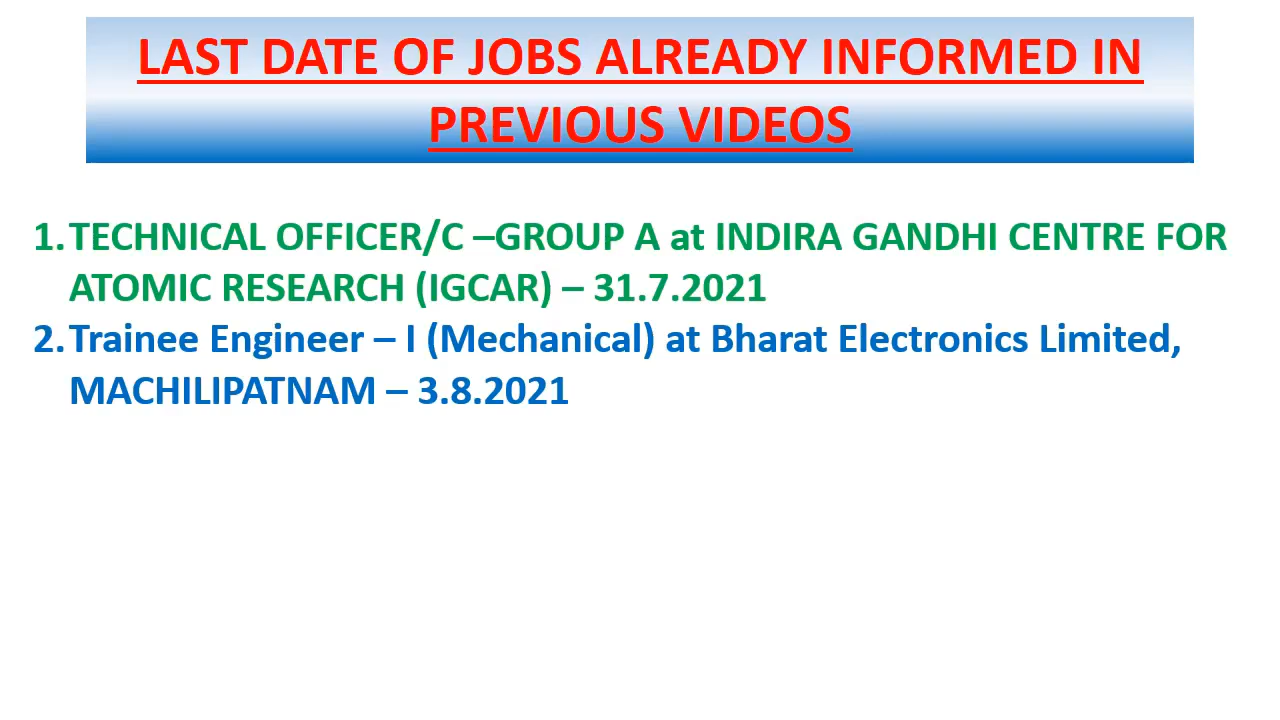 LAST DATE OF JOBS ALREADY INFORMED IN
PREVIOUS VIDEOS
1. TECHNICAL OFFICER/C –GROUP A at INDIRA GANDHI CENTRE FOR
ATOMIC RESEARCH (IGCAR) – 31.7.2021
2. Trainee Engineer – I (Mechanical) at Bharat Electronics Limited,
MACHILIPATNAM – 3.8.2021